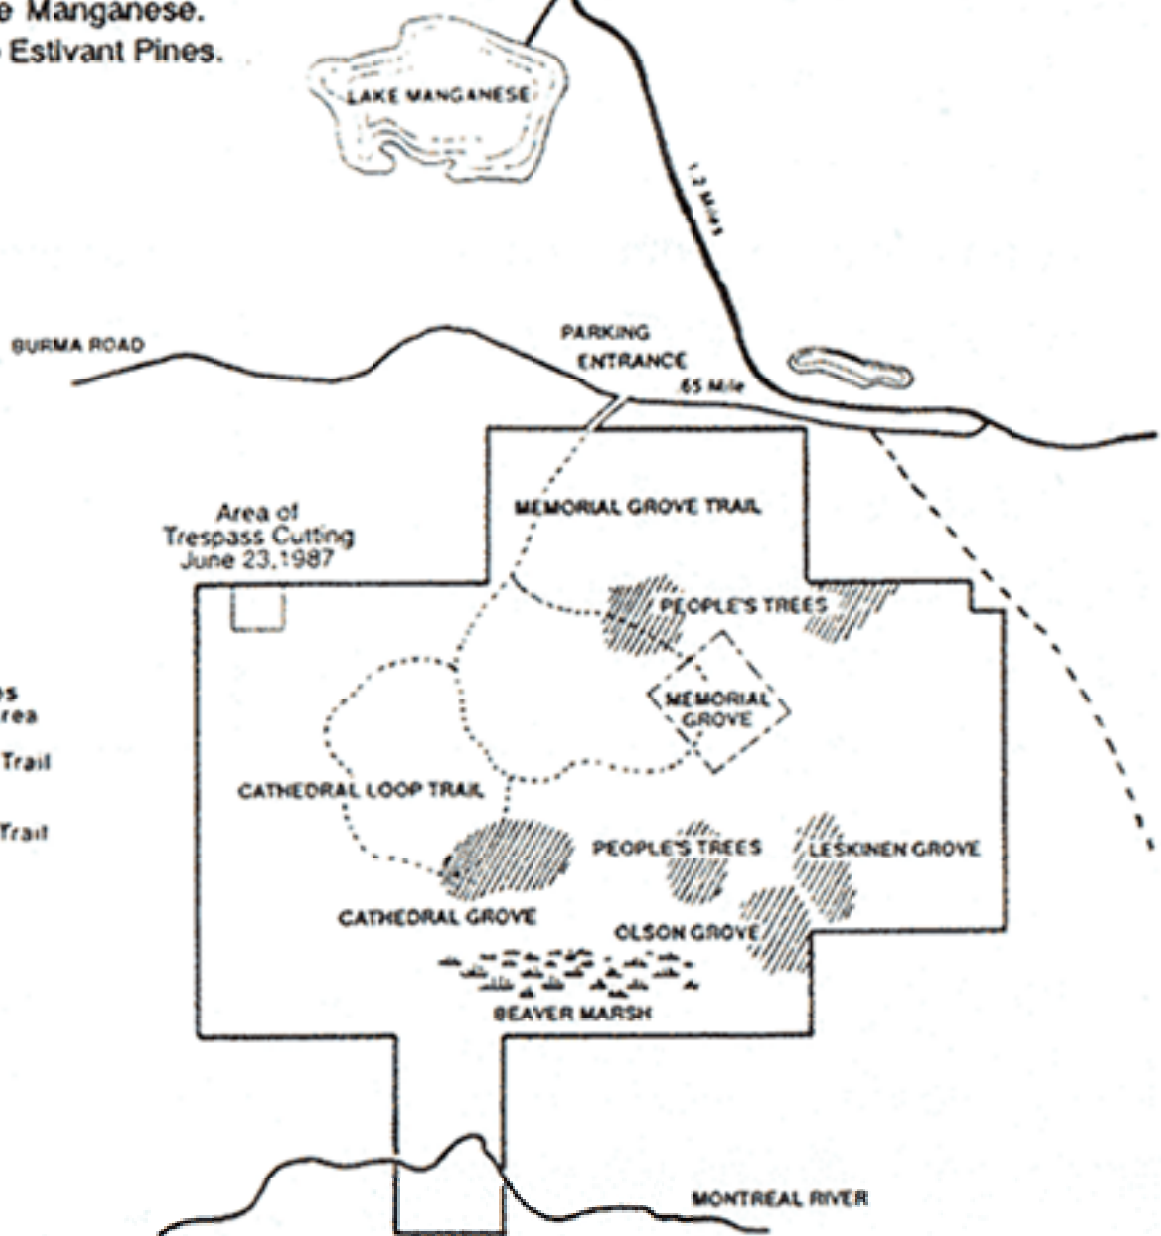 Manganese.
Estivant Pines.
LAKE MANGANESE
1.2 Miles
BURMA ROAD
PARKING
ENTRANCE
.65 Mile
MEMORIAL GROVE TRAIL
Area of
Trespass Cutting
June 23,1987
PEOPLE'S TREES
MEMORIAL
GROVE
Trail
CATHEDRAL LOOP TRAIL
Trail
PEOPLE'S TREES
LESKINEN GROVE
CATHEDRAL GROVE
OLSON GROVE
BEAVER MARSH
MONTREAL RIVER